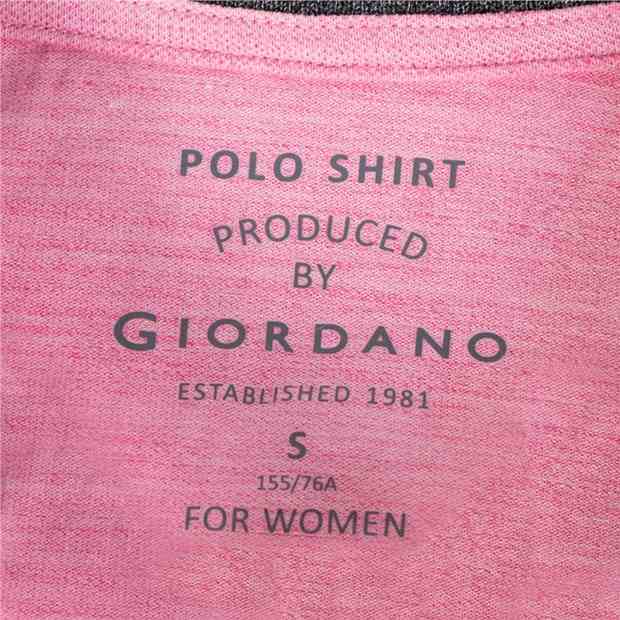 POLO SHIRT
PRODUCED
BY
GIORDANO
ESTABLISHED 1981
S
155/76A
FOR WOMEN